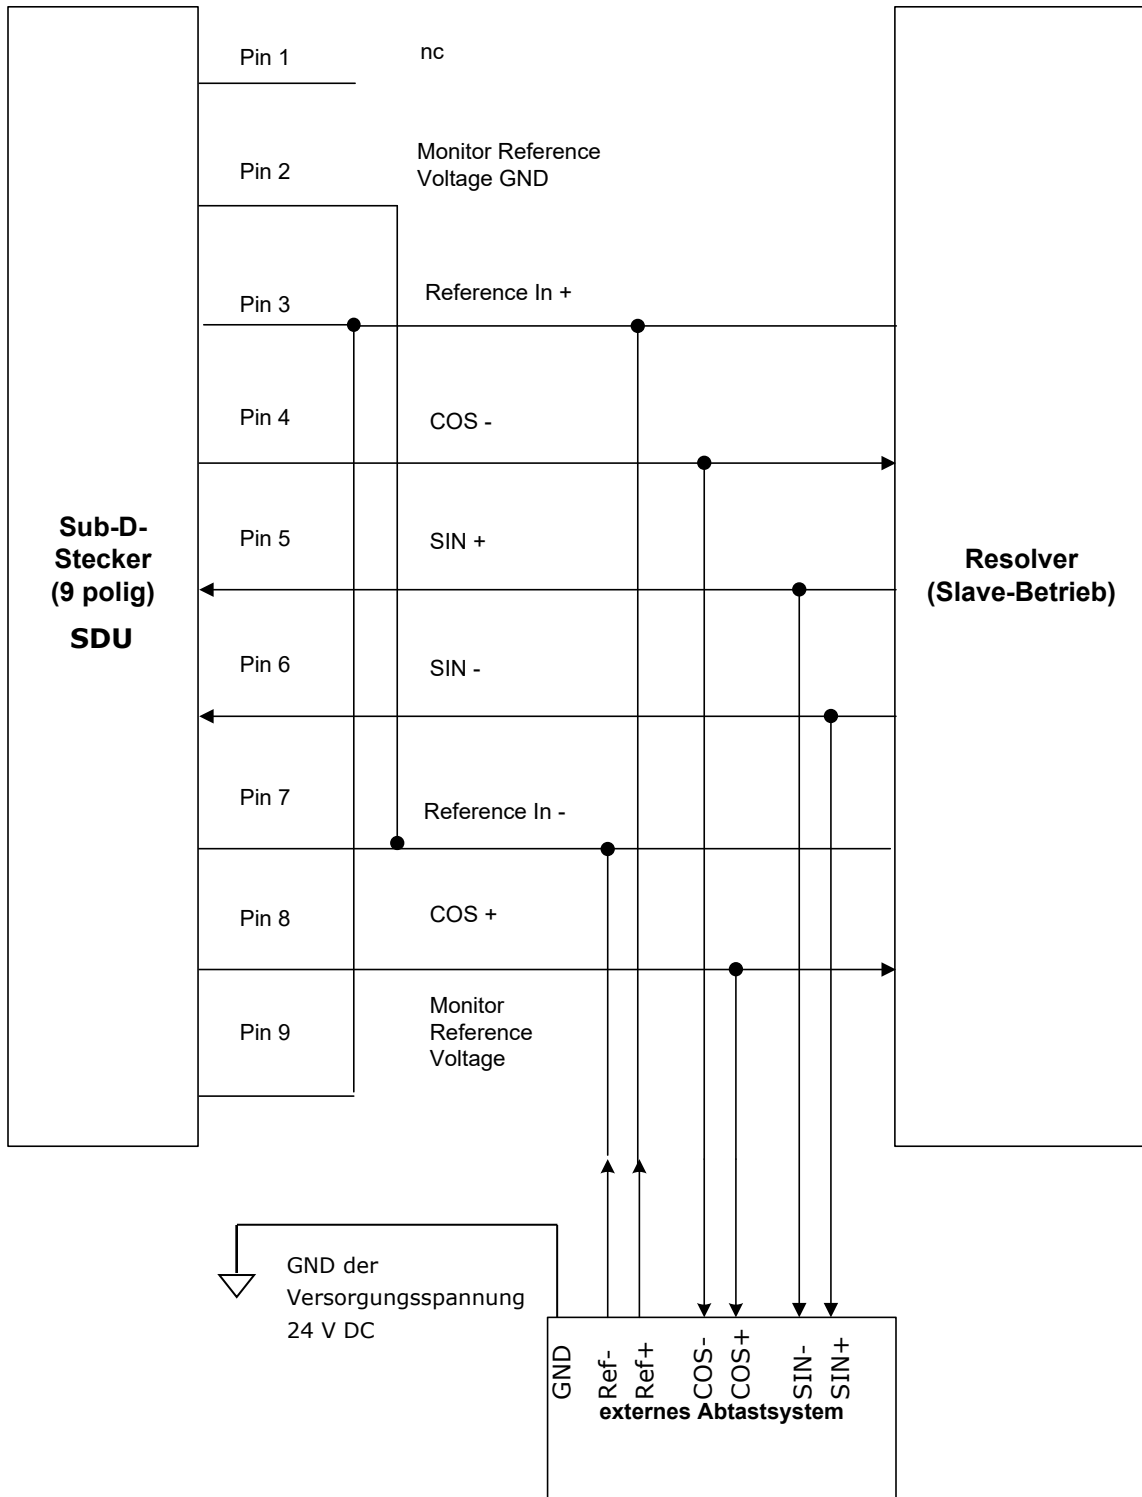 Pin 1
nc
Pin 2
Monitor Reference
Voltage GND
Pin 3
Reference In +
Pin 4
COS -
Sub-D-
Stecker
(9 polig)
SDU
Pin 5
SIN +
Resolver
(Slave-Betrieb)
Pin 6
SIN -
Pin 7
Reference In -
Pin 8
COS +
Pin 9
Monitor
Reference
Voltage
GND der
Versorgungsspannung
24 V DC
GND
Ref-
Ref+
COS-
COS+
SIN-
SIN+
externes Abtastsystem